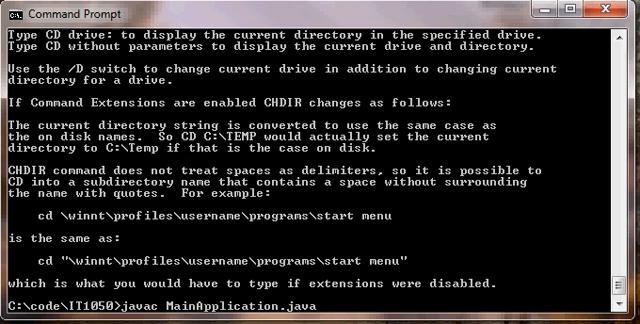 Command Prompt
Type CD drive: to display the current directory in the specified drive.
Type CD without parameters to display the current drive and directory.
Use the /D switch to change current drive in addition to changing current
directory for a drive.
If Command Extensions are enabled CHDIR changes as follows:
The current directory string is converted to use the same case as
the on disk names.  So CD C:\TEMP would actually set the current
directory to C:\Temp if that is the case on disk.
CHDIR command does not treat spaces as delimiters, so it is possible to
CD into a subdirectory name that contains a space without surrounding
the name with quotes.  For example:
cd \winnt\profiles\username\programs\start menu
is the same as:
cd "\winnt\profiles\username\programs\start menu"
which is what you would have to type if extensions were disabled.
C:\code\IT1050>javac MainApplication.java